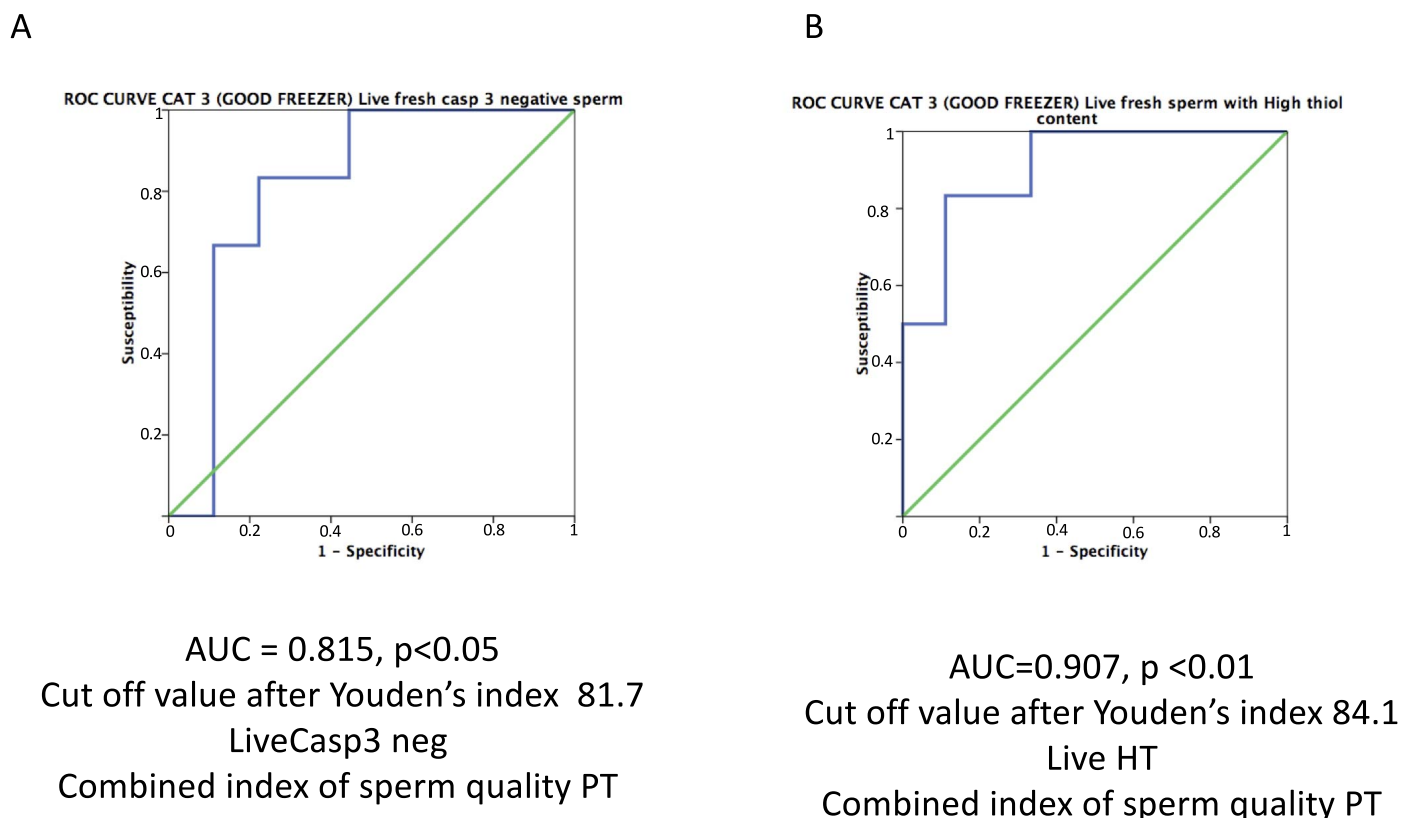 A
ROC CURVE CAT 3 (GOOD FREEZER) Live fresh casp 3 negative sperm
1
0.8
0.6
0.4
0.2
Susceptibility
0
0.2
0.4
0.6
0.8
1
1 - Specificity
AUC = 0.815, p<0.05
Cut off value after Youden’s index 81.7
LiveCasp3 neg
Combined index of sperm quality PT
B
ROC CURVE CAT 3 (GOOD FREEZER) Live fresh sperm with High thiol
content
1
0.8
0.6
0.4
0.2
Susceptibility
0
0.2
0.4
0.6
0.8
1
1 - Specificity
AUC=0.907, p <0.01
Cut off value after Youden’s index 84.1
Live HT
Combined index of sperm quality PT